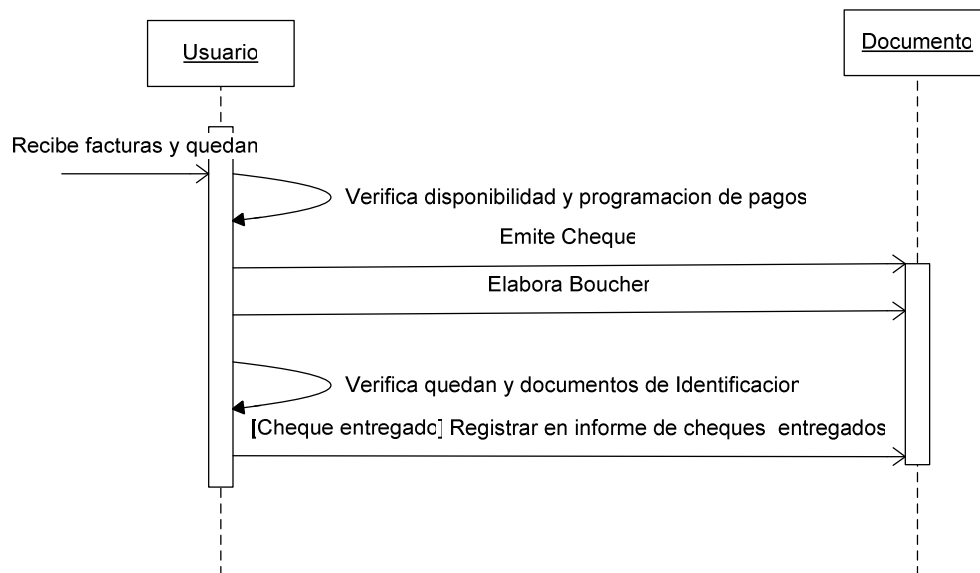 Usuario
Documento
Recibe facturas y quedan
Verifica disponibilidad y programacion de pagos
Emite Cheque
Elabora Boucher
Verifica quedan y documentos de Identificacion
[Cheque entregado] Registrar en informe de cheques entregados